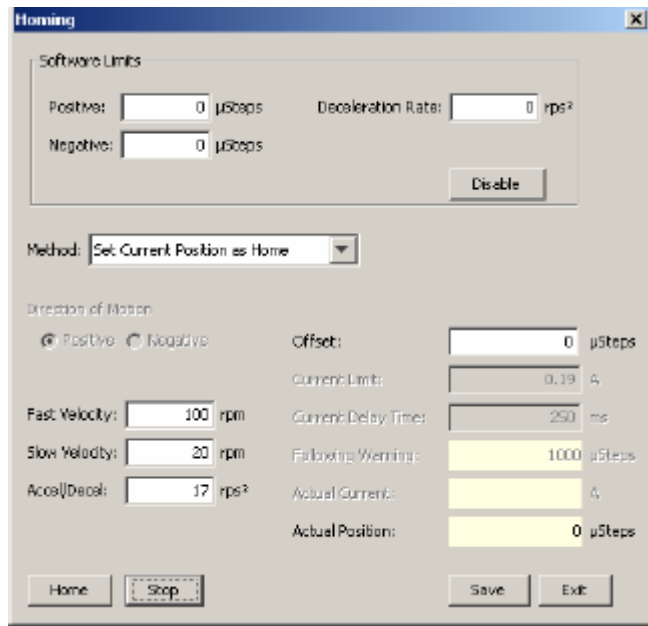 Homing
Software Limits
Positive: 0 µSteps Deceleration Rate: 0 rps²
Negative: 0 µSteps
Disable
Method: Set Current Position as Home
Direction of Motion
Positive Negative Offset: 0 µSteps
Current Limit: 0.19 A
Fast Velocity: 100 rpm Current Delay Time: 250 ms
Slow Velocity: 20 rpm Following Warning: 1000 µSteps
Accel/Decel: 17 rps² Actual Current: A
Actual Position: 0 µSteps
Home Stop Save Exit